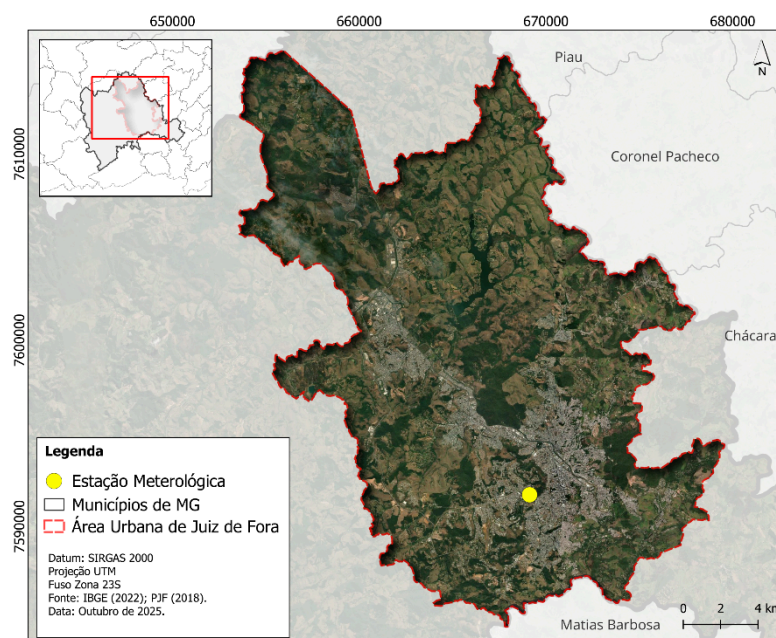 650000
660000
670000
680000
Piau
N
7610000
Coronel Pacheco
7600000
Chácara
Legenda
Estação Meterológica
Municípios de MG
Área Urbana de Juiz de Fora
7590000
Datum: SIRGAS 2000
Projeção UTM
Fuso Zona 23S
Fonte: IBGE (2022); PJF (2018).
Data: Outubro de 2025.
0 2 4 km
Matias Barbosa